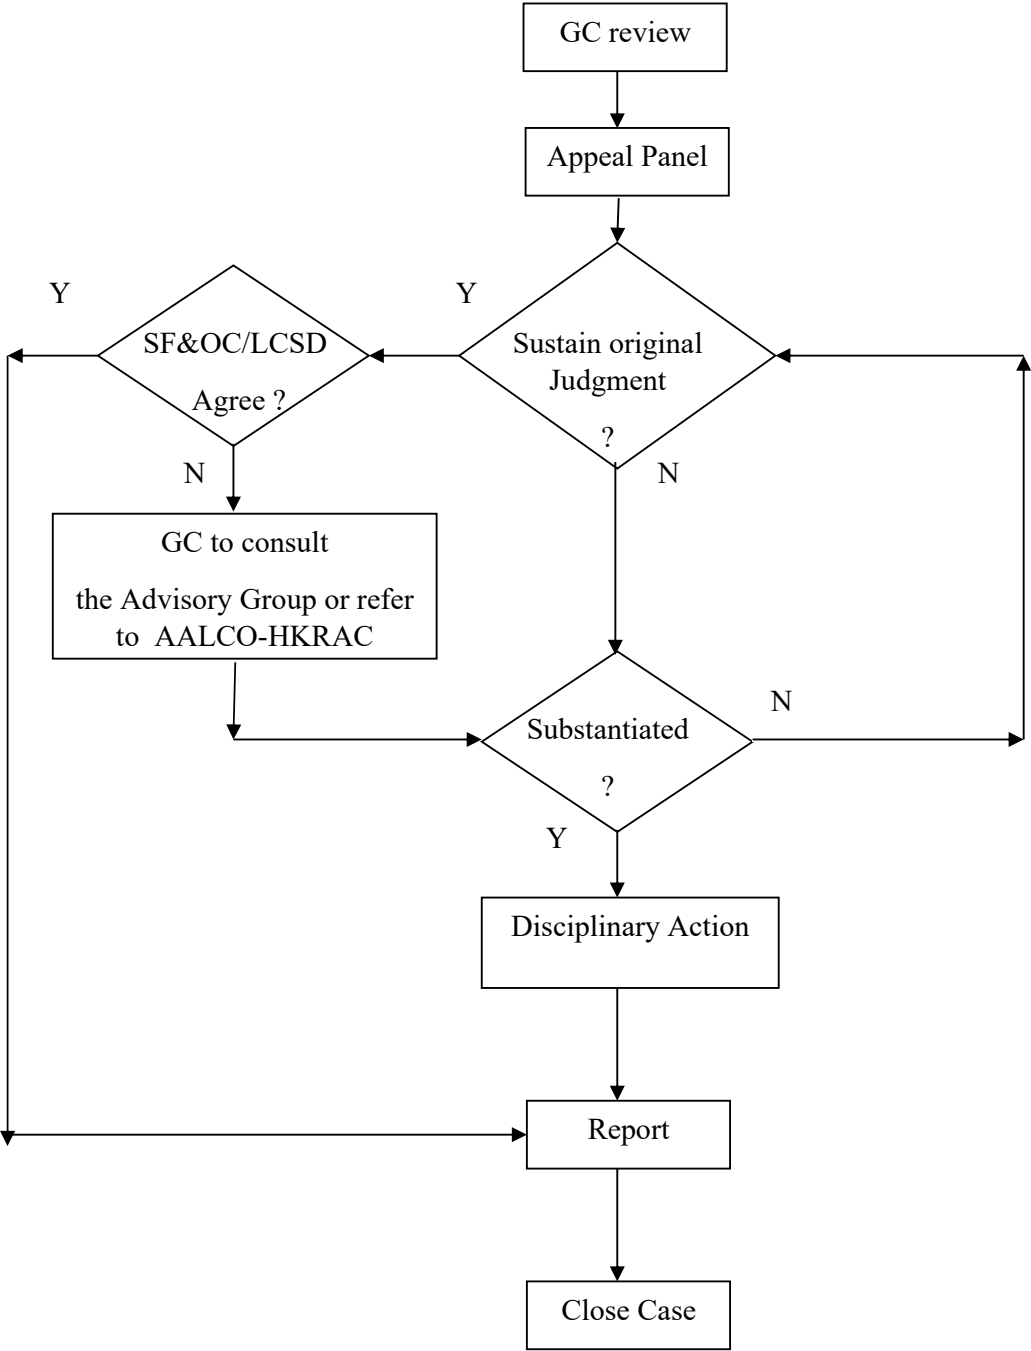 GC review
Appeal Panel
Y
Y
SF&OC/LCSD
Agree ?
Sustain original
Judgment
?
N
N
GC to consult
the Advisory Group or refer
to AALCO-HKRAC
N
Substantiated
?
Y
Disciplinary Action
Report
Close Case